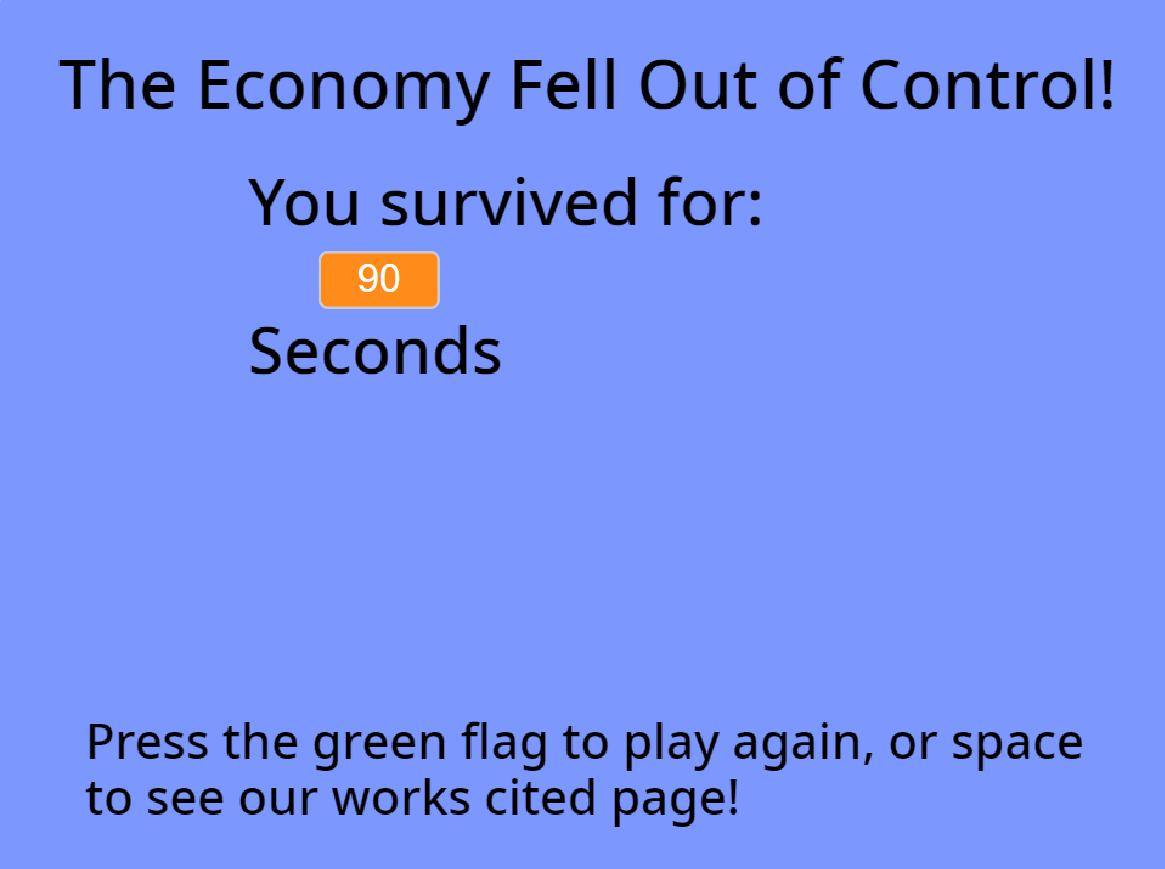 The Economy Fell Out of Control!
You survived for:
90
Seconds
Press the green flag to play again, or space
to see our works cited page!